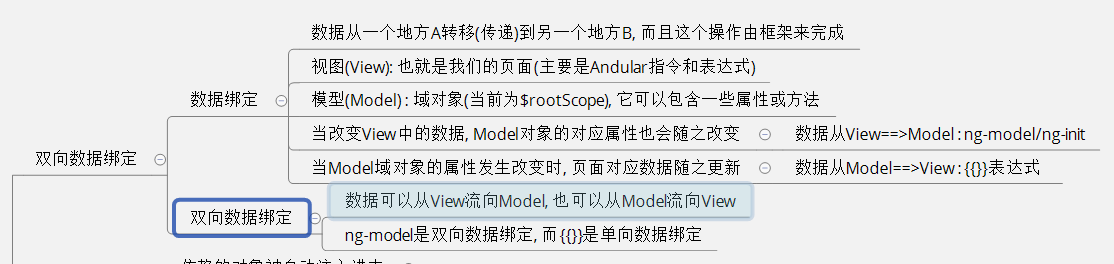 数据从一个地方A转移(传递)到另一个地方B, 而且这个操作由框架来完成
视图(View): 也就是我们的页面(主要是Andular指令和表达式)
数据绑定
模型(Model) : 域对象(当前为$rootScope), 它可以包含一些属性或方法
当改变View中的数据, Model对象的对应属性也会随之改变
数据从View==>Model : ng-model/ng-init
双向数据绑定
当Model域对象的属性发生改变时, 页面对应数据随之更新
数据从Model==>View : {{}}表达式
数据可以从View流向Model, 也可以从Model流向View
双向数据绑定
ng-model是双向数据绑定, 而{{}}是单向数据绑定